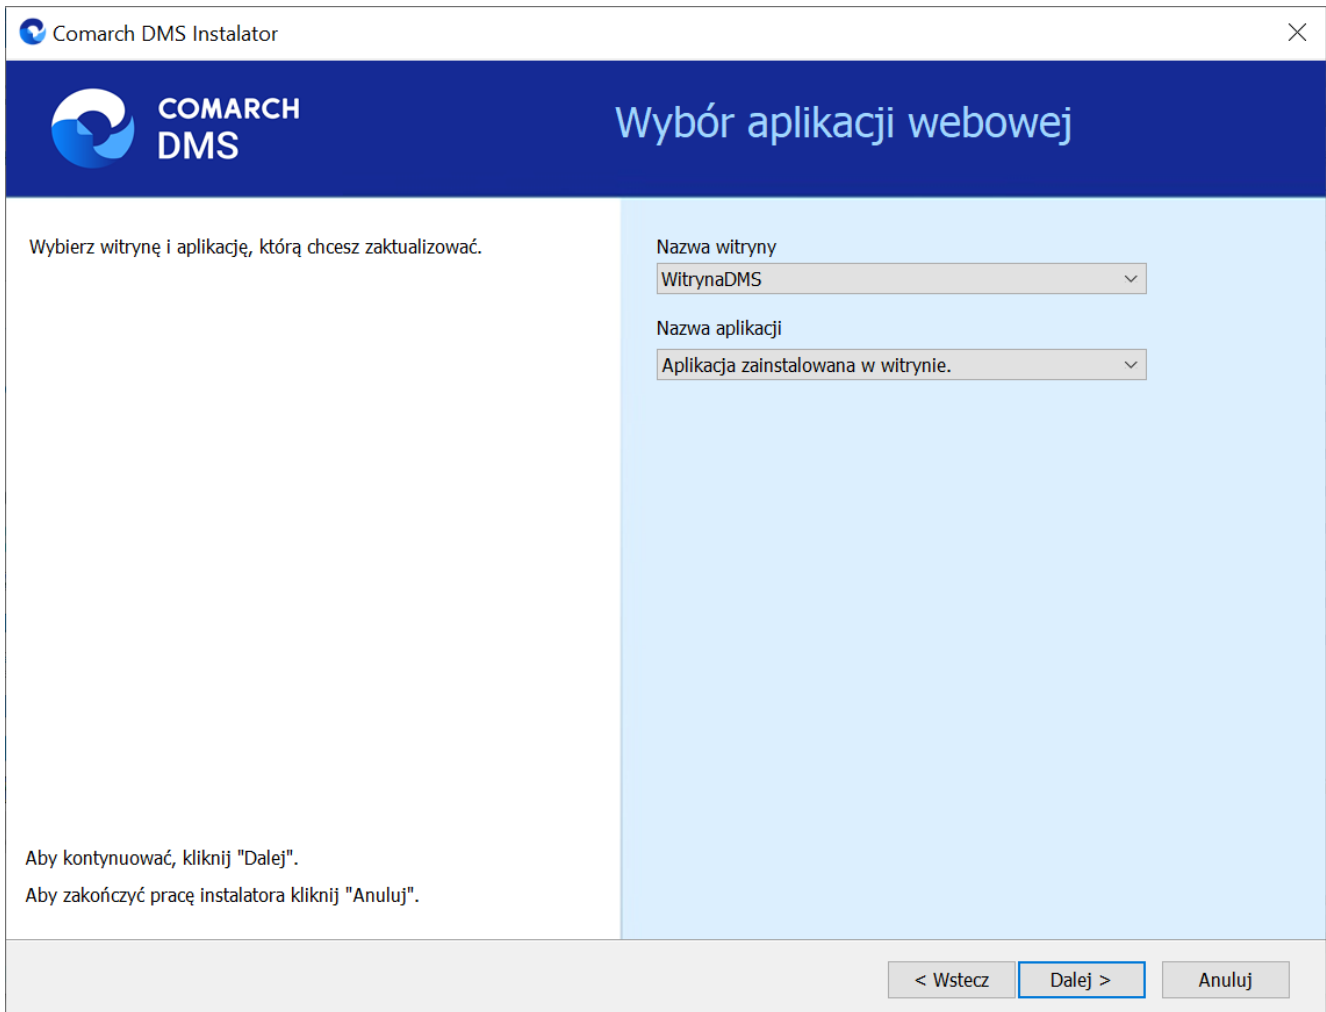 Comarch DMS Instalator
COMARCH
DMS
Wybór aplikacji webowej
Wybierz witrynę i aplikację, którą chcesz zaktualizować.
Nazwa witryny
WitrynaDMS
Nazwa aplikacji
Aplikacja zainstalowana w witrynie.
Aby kontynuować, kliknij "Dalej".
Aby zakończyć pracę instalatora kliknij "Anuluj".
< Wstecz
Dalej >
Anuluj